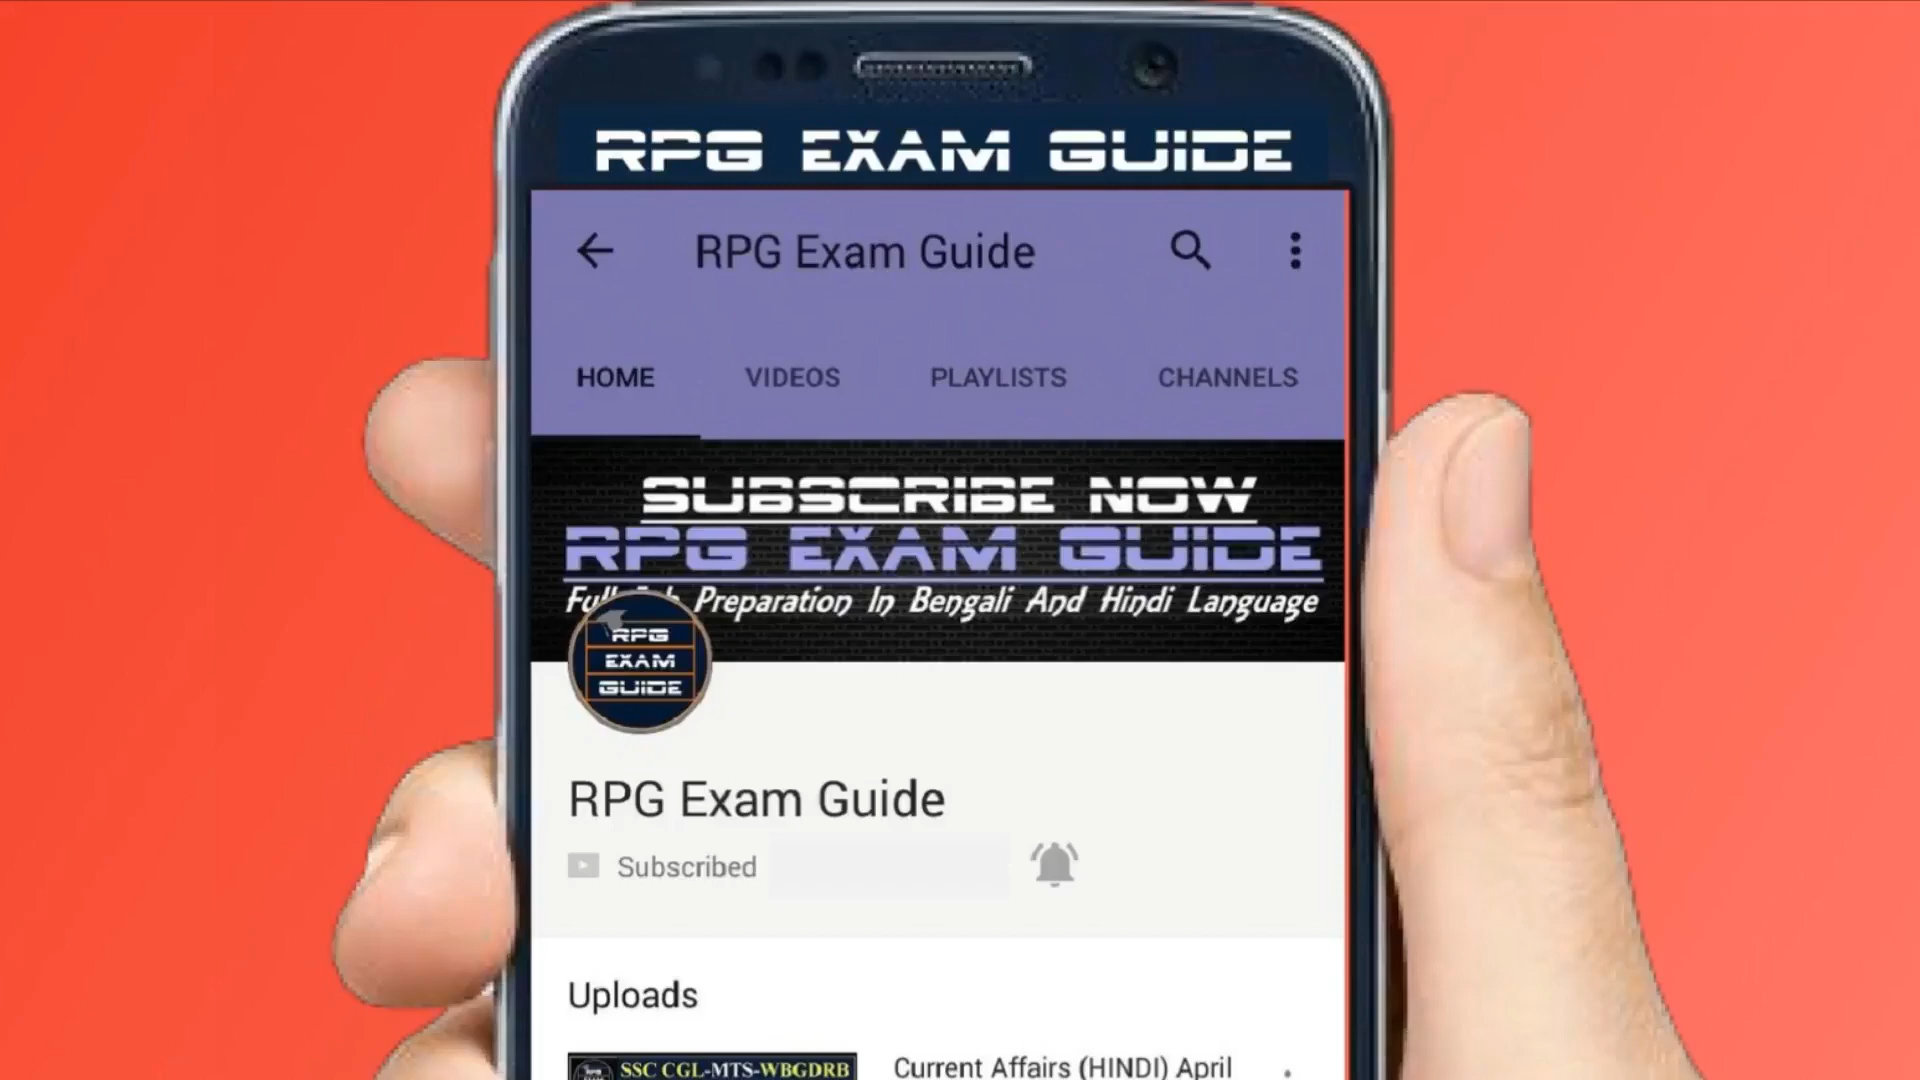 RPG EXAM GUIDE
RPG Exam Guide
HOME VIDEOS PLAYLISTS CHANNELS
SUBSCRIBE NOW
RPG EXAM GUIDE
Preparation In Bengali And Hindi Language
RPG
EXAM
GUIDE
RPG Exam Guide
Subscribed
Uploads
SSC CGL-MTS-WBGDRB
Current Affairs (HINDI) April